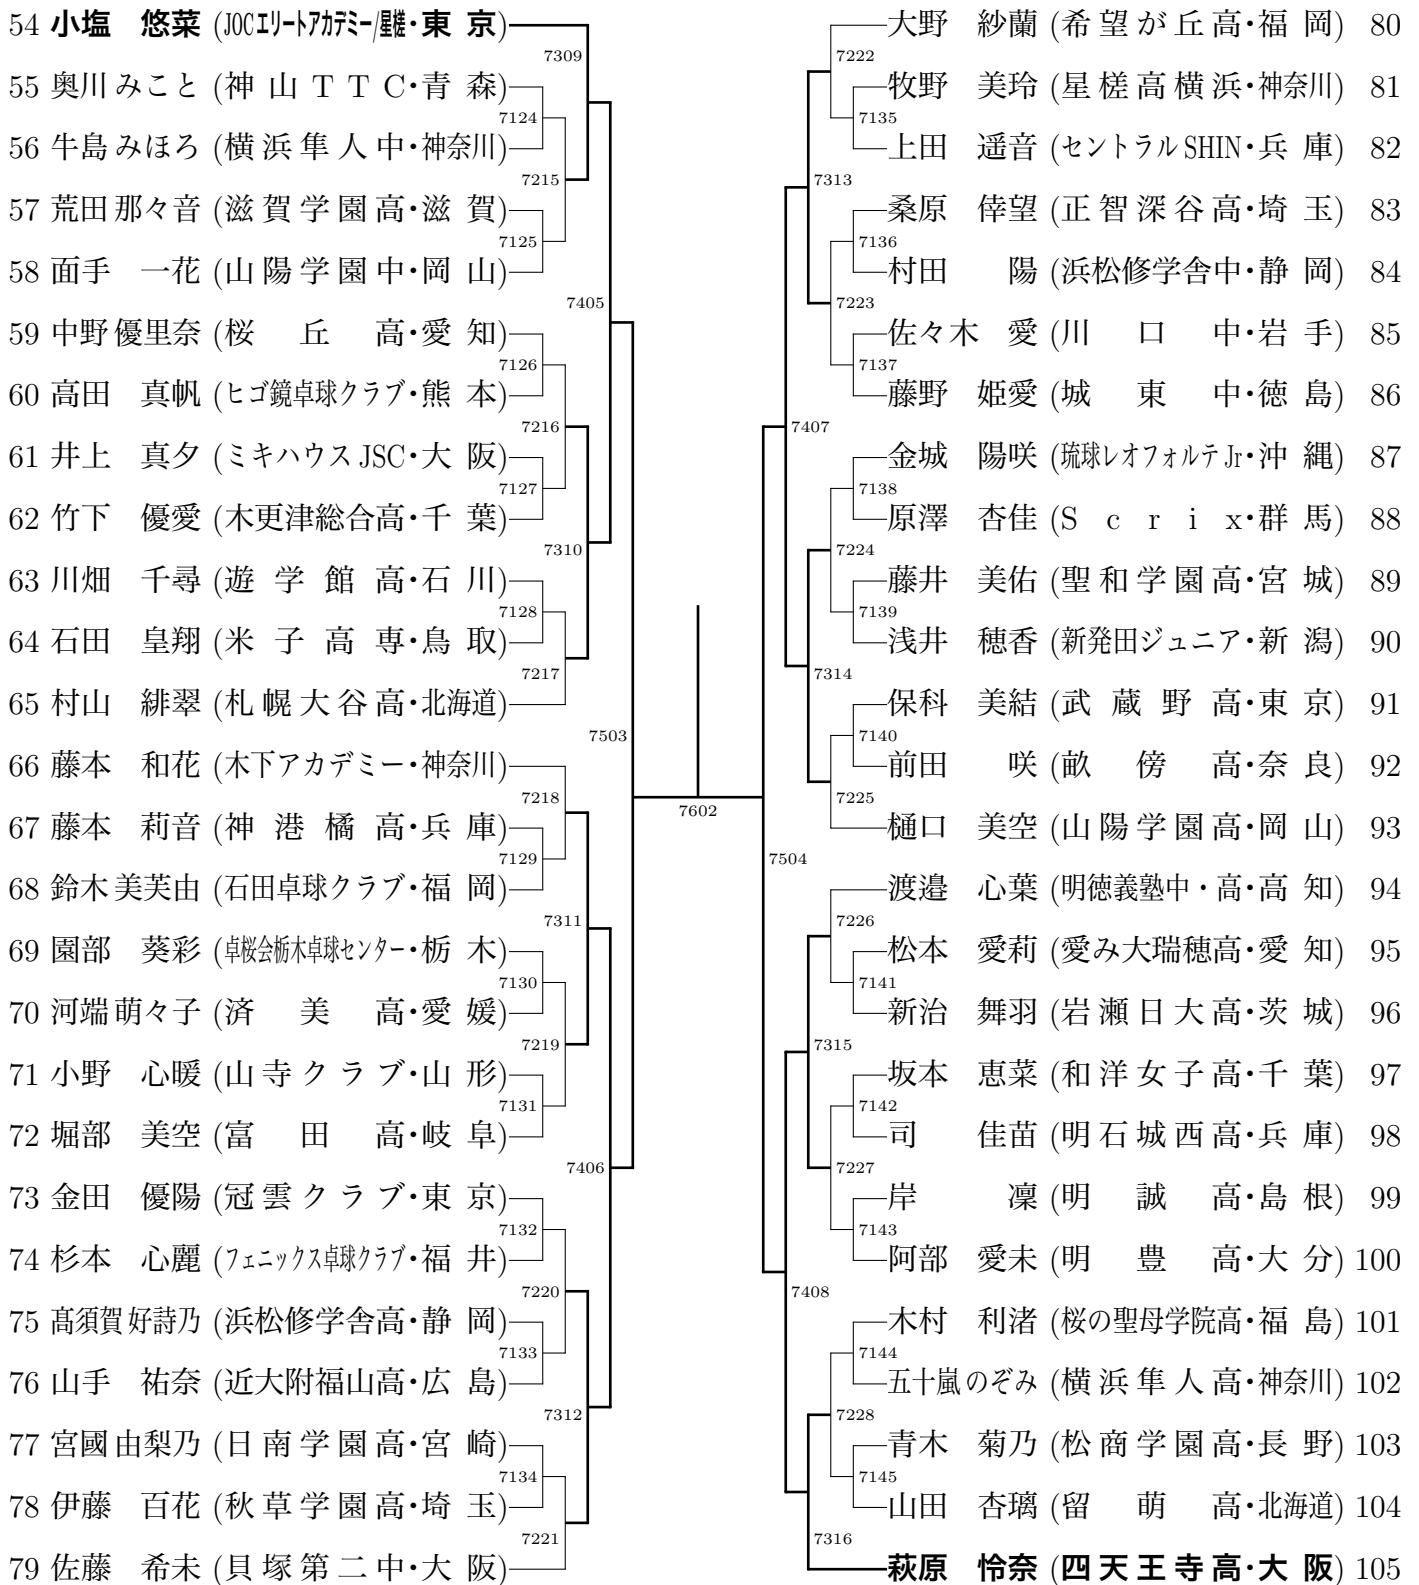 54 小塩 悠菜 (JOCエリートアカデミー/星槎・東 京)
55 奥川 みこと (神 山 T T C・青 森)
56 牛島 みほろ (横 浜 隼 人 中・神奈川)
57 荒田 那々音 (滋 賀 学 園 高・滋 賀)
58 面手 一花 (山 陽 学 園 中・岡 山)
59 中野 優里奈 (桜 丘 高・愛 知)
60 高田 真帆 (ヒゴ鏡卓球クラブ・熊 本)
61 井上 真夕 (ミキハウス JSC・大 阪)
62 竹下 優愛 (木更津総合高・千 葉)
63 川畑 千尋 (遊 学 館 高・石 川)
64 石田 皇翔 (米 子 高 専・鳥 取)
65 村山 緋翠 (札 幌 大 谷 高・北海道)
66 藤本 和花 (木下アカデミー・神奈川)
67 藤本 莉音 (神 港 橘 高・兵 庫)
68 鈴木 美芙由 (石田卓球クラブ・福 岡)
69 園部 葵彩 (卓桜会栃木卓球センター・栃 木)
70 河端 萌々子 (済 美 高・愛 媛)
71 小野 心暖 (山 寺 ク ラ ブ・山 形)
72 堀部 美空 (富 田 高・岐 阜)
73 金田 優陽 (冠 雲 ク ラ ブ・東 京)
74 杉本 心麗 (フェニックス卓球クラブ・福 井)
75 髙須賀 好詩乃 (浜松修学舎高・静 岡)
76 山手 祐奈 (近大附福山高・広 島)
77 宮國 由梨乃 (日 南 学 園 高・宮 崎)
78 伊藤 百花 (秋 草 学 園 高・埼 玉)
79 佐藤 希未 (貝 塚 第 二 中・大 阪)
7309
7124
7215
7125
7405
7126
7216
7127
7310
7128
7217
7503
7218
7129
7311
7130
7219
7131
7406
7132
7220
7133
7312
7134
7221
7602
7222
7135
7313
7136
7223
7137
7407
7138
7224
7139
7314
7140
7225
7504
7226
7141
7315
7142
7227
7143
7408
7144
7228
7145
7316
大野 紗蘭 (希 望 が 丘 高・福 岡) 80
牧野 美玲 (星 槎 高 横 浜・神奈川) 81
上田 遥音 (セントラル SHIN・兵 庫) 82
桑原 倖望 (正 智 深 谷 高・埼 玉) 83
村田 陽 (浜松修学舎中・静 岡) 84
佐々木 愛 (川 口 中・岩 手) 85
藤野 姫愛 (城 東 中・徳 島) 86
金城 陽咲 (琉球レオフォルテ Jr・沖 縄) 87
原澤 杏佳 (S c r i x・群 馬) 88
藤井 美佑 (聖 和 学 園 高・宮 城) 89
浅井 穂香 (新発田ジュニア・新 潟) 90
保科 美結 (武 蔵 野 高・東 京) 91
前田 咲 (畝 傍 高・奈 良) 92
樋口 美空 (山 陽 学 園 高・岡 山) 93
渡邉 心葉 (明徳義塾中・高・高 知) 94
松本 愛莉 (愛み大瑞穂高・愛 知) 95
新治 舞羽 (岩 瀬 日 大 高・茨 城) 96
坂本 恵菜 (和 洋 女 子 高・千 葉) 97
司 佳苗 (明 石 城 西 高・兵 庫) 98
岸 凜 (明 誠 高・島 根) 99
阿部 愛未 (明 豊 高・大 分) 100
木村 利渚 (桜の聖母学院高・福 島) 101
五十嵐 のぞみ (横 浜 隼 人 高・神奈川) 102
青木 菊乃 (松 商 学 園 高・長 野) 103
山田 杏璃 (留 萌 高・北海道) 104
萩原 怜奈 (四 天 王 寺 高・大 阪) 105